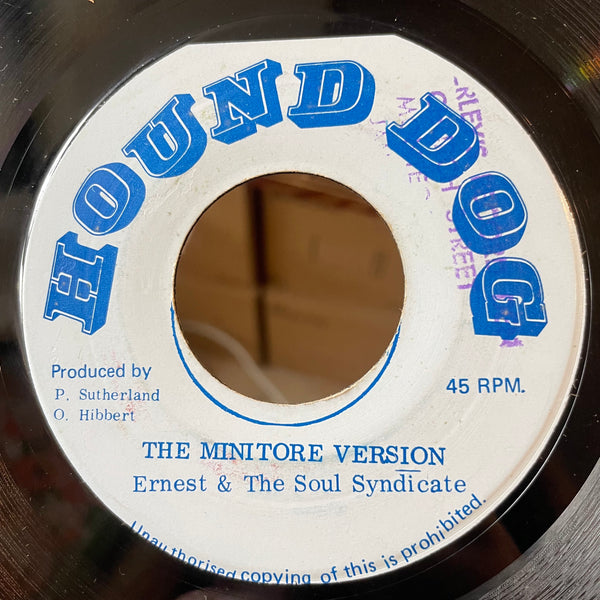 HOUND DOG
Produced by
P. Sutherland
O. Hibbert
45 RPM.
THE MINITORE VERSION
Ernest & The Soul Syndicate
Unauthorised copying of this is prohibited.
STREET